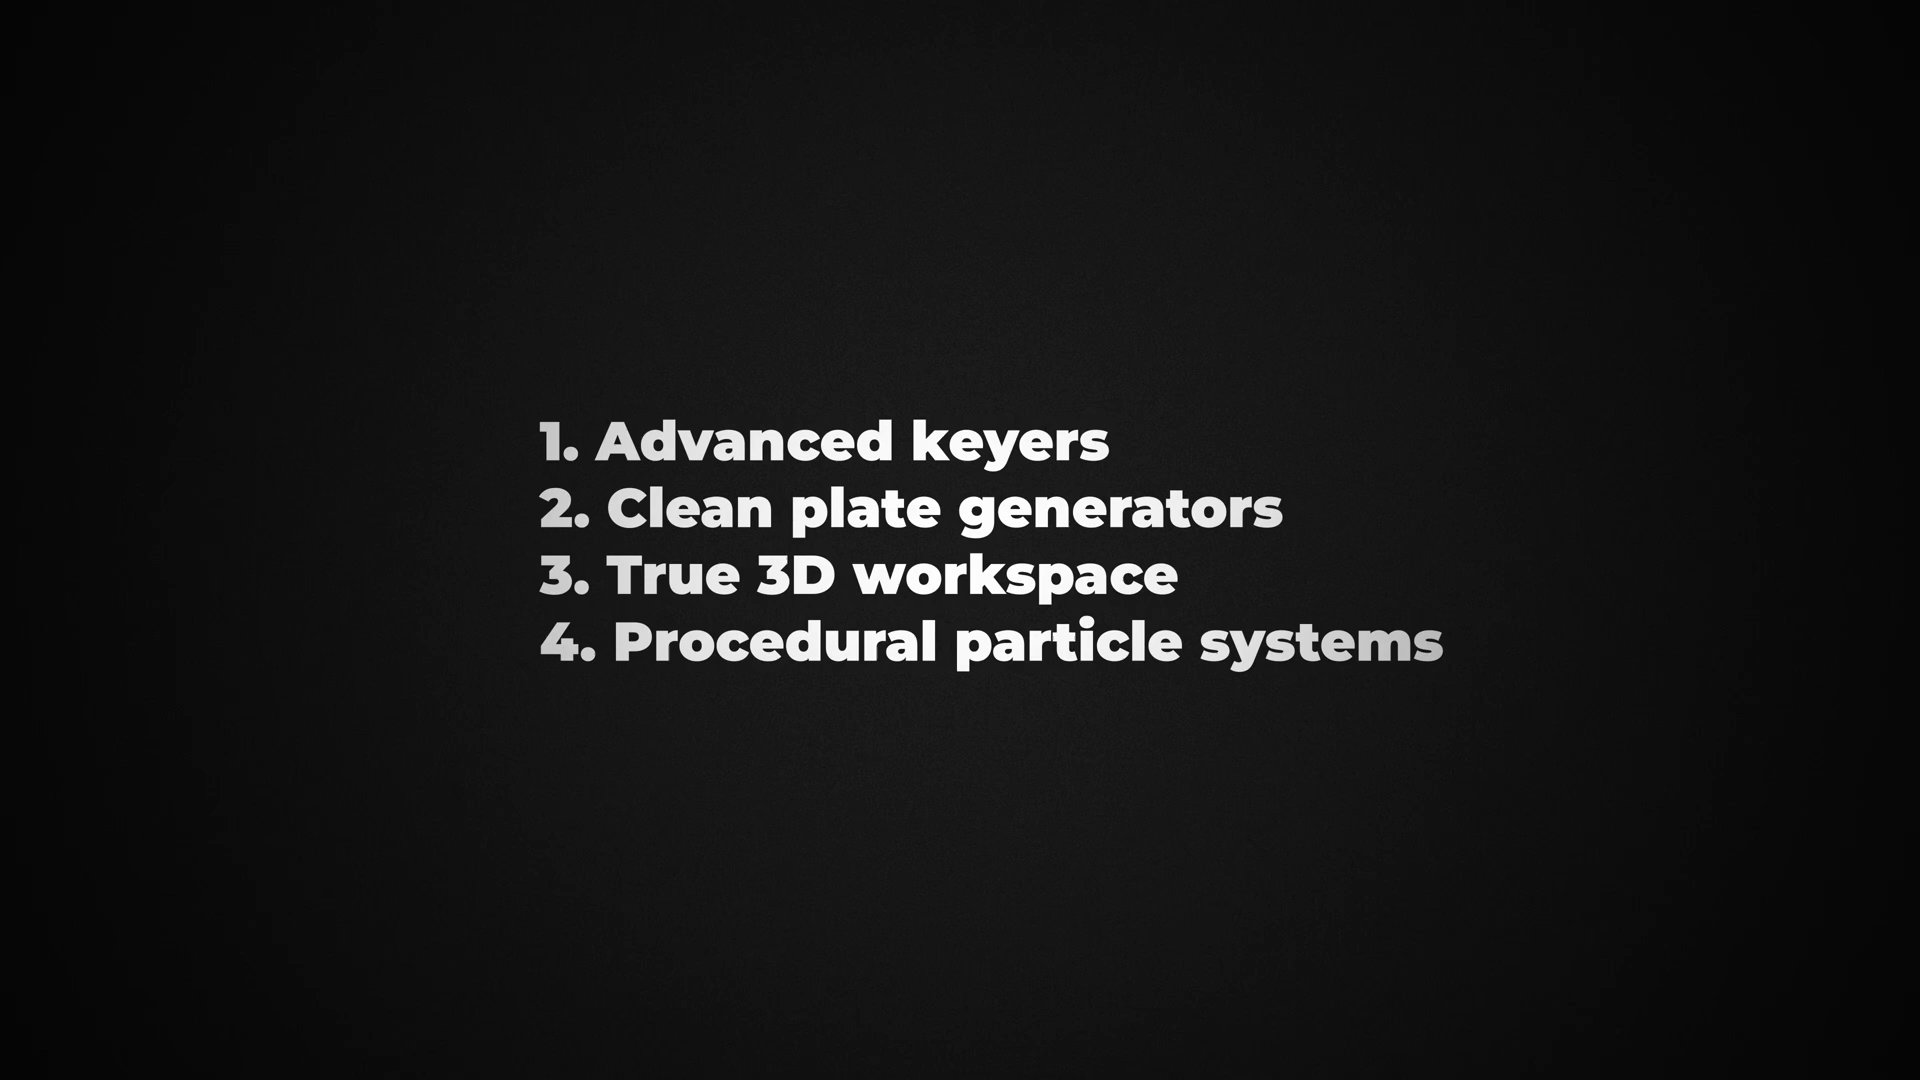 1. Advanced keyers
2. Clean plate generators
3. True 3D workspace
4. Procedural particle systems